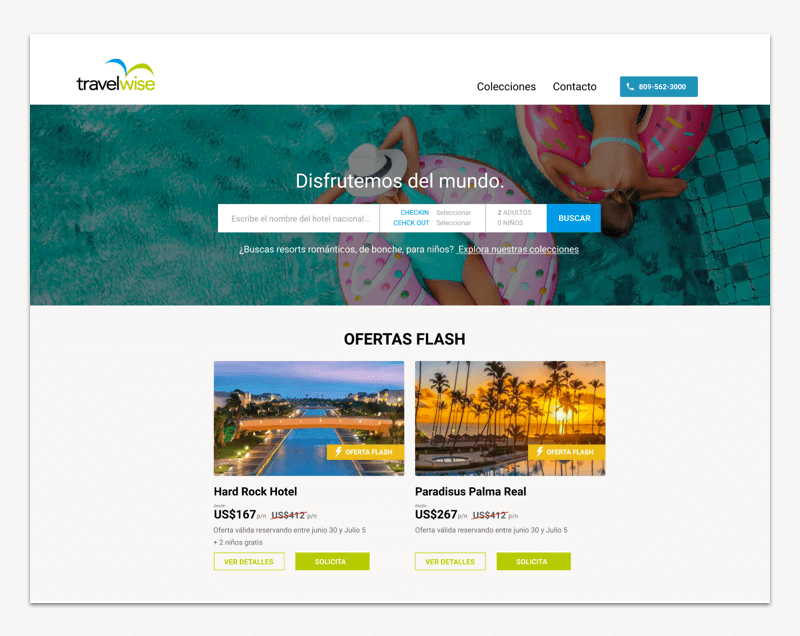 travelwise
Colecciones Contacto 809-562-3000
Disfrutemos del mundo.
Escribe el nombre del hotel nacional... CHECKIN Seleccionar 2 ADULTOS BUSCAR
CEHCK OUT Seleccionar 0 NIÑOS
¿Buscas resorts románticos, de bonche, para niños? Explora nuestras colecciones
OFERTAS FLASH
OFERTA FLASH OFERTA FLASH
Hard Rock Hotel
desde
US$167 p/n US$412 p/n
Oferta válida reservando entre junio 30 y Julio 5
+ 2 niños gratis
VER DETALLES SOLICITA
Paradisus Palma Real
desde
US$267 p/n US$412 p/n
Oferta válida reservando entre junio 30 y Julio 5
VER DETALLES SOLICITA